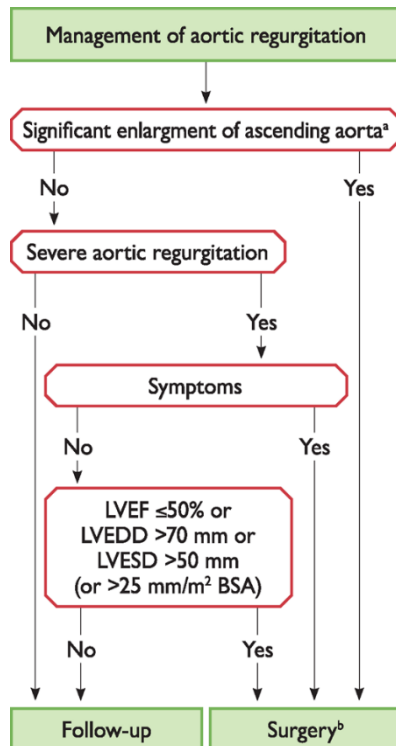 Management of aortic regurgitation
Significant enlargment of ascending aortaᵃ
No
Yes
Severe aortic regurgitation
No
Yes
Symptoms
No
Yes
LVEF ≤50% or
LVEDD >70 mm or
LVESD >50 mm
(or >25 mm/m² BSA)
No
Yes
Follow-up
Surgeryᵇ